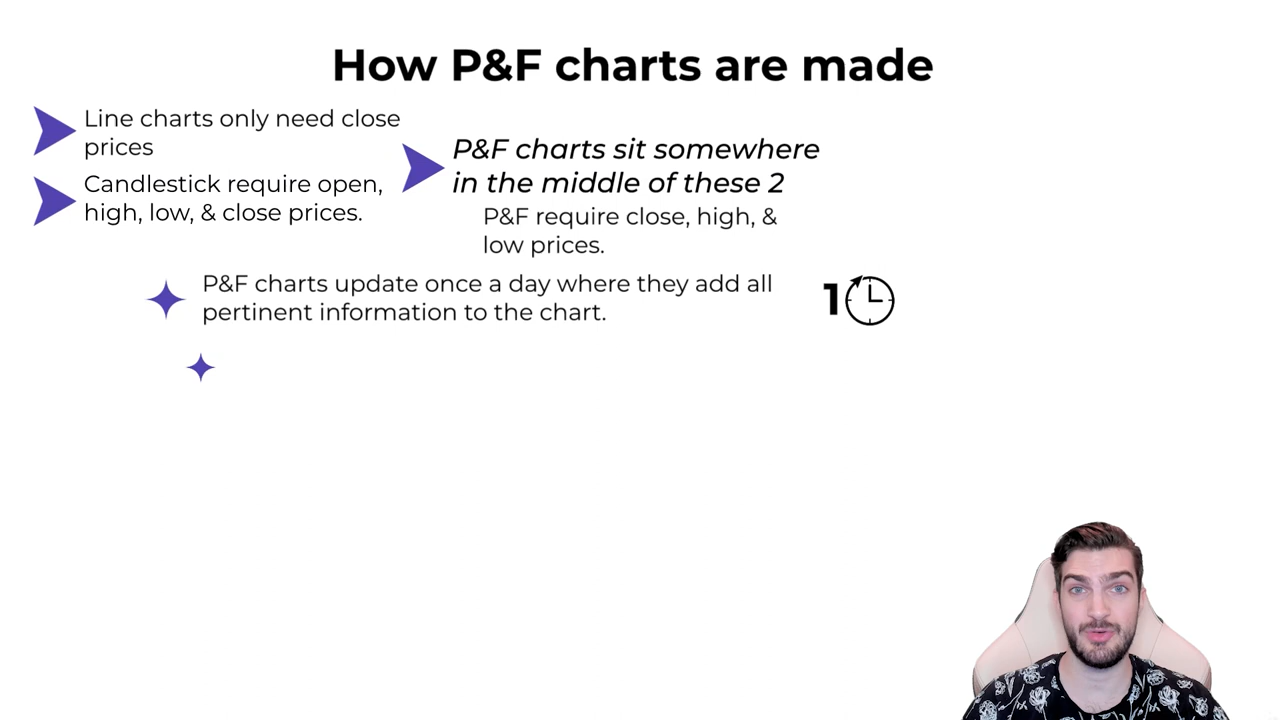 How P&F charts are made
Line charts only need close
prices
Candlestick require open,
high, low, & close prices.
P&F charts sit somewhere
in the middle of these 2
P&F require close, high, &
low prices.
P&F charts update once a day where they add all
pertinent information to the chart.
1